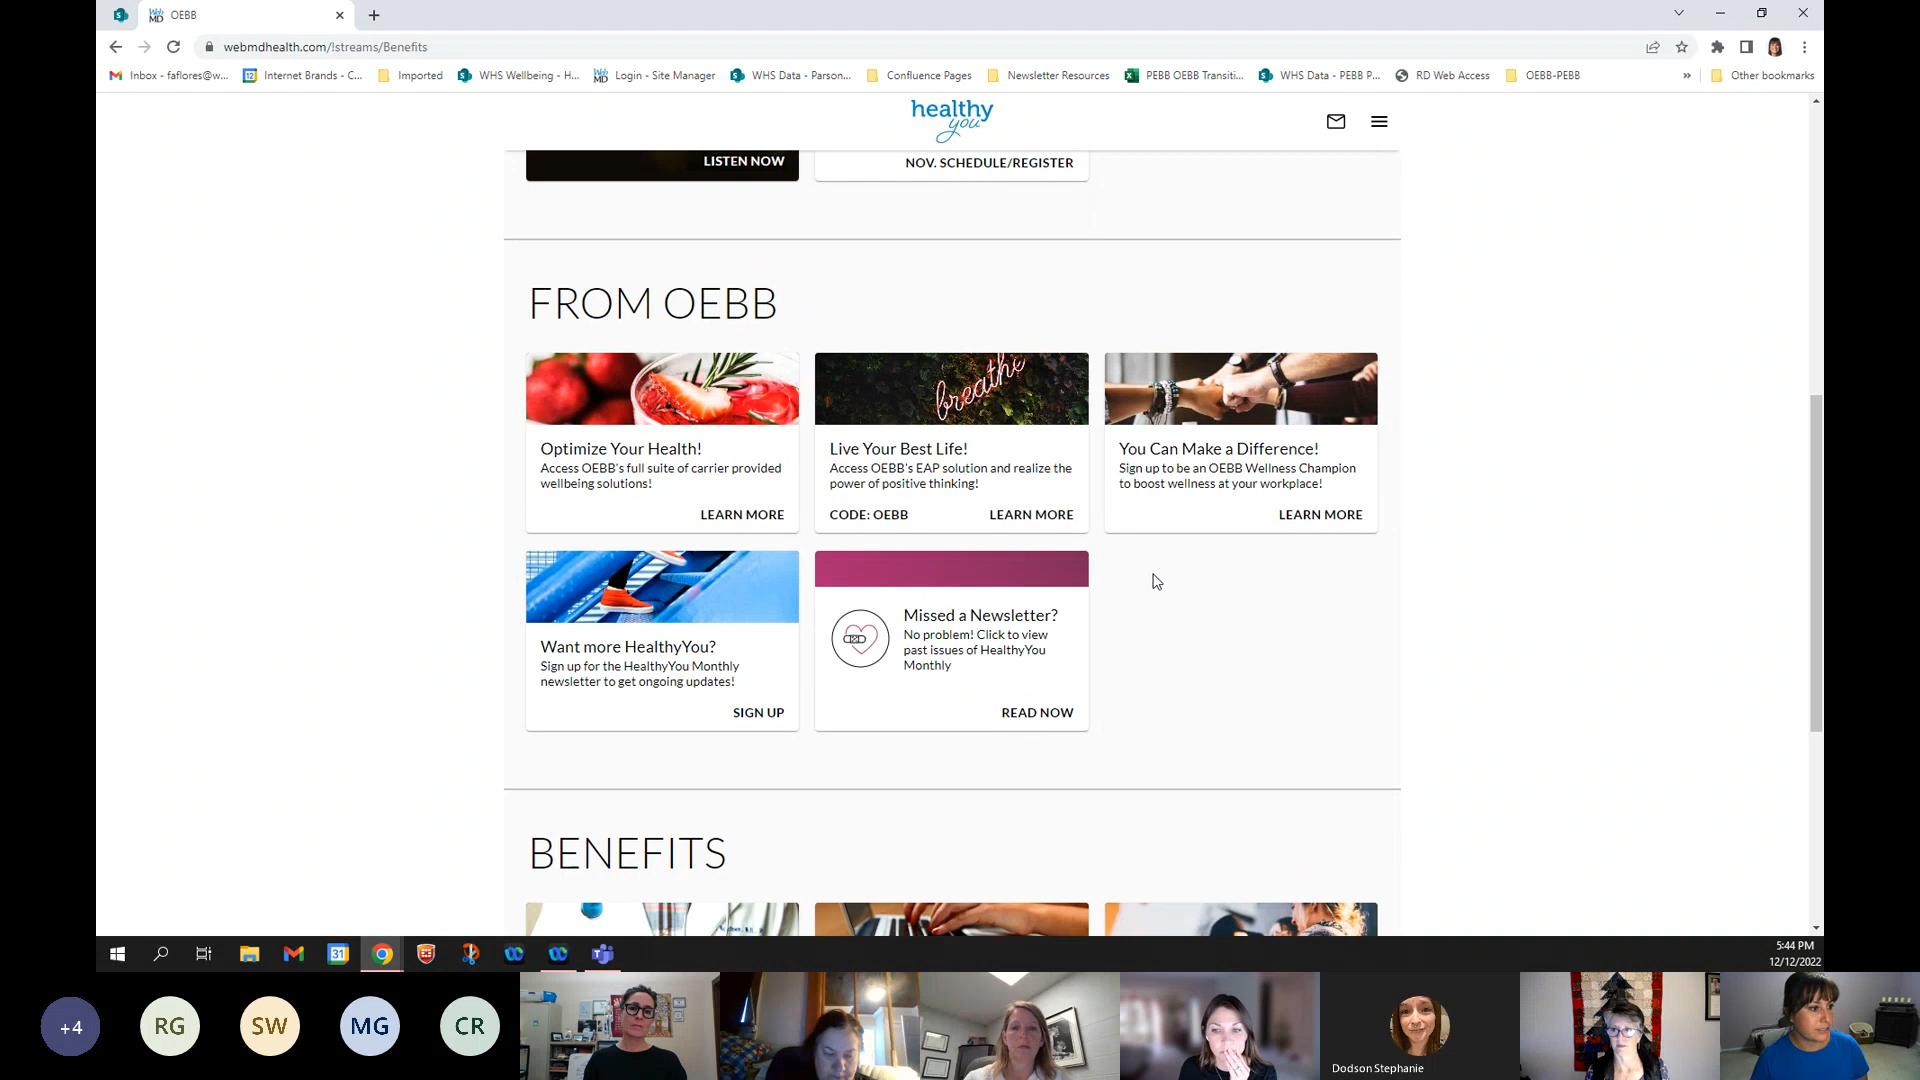 Web
MD
OEBB
webmdhealth.com/!streams/Benefits
Inbox - faflores@w...
Internet Brands - C...
Imported
WHS Wellbeing - H...
Login - Site Manager
WHS Data - Parson...
Confluence Pages
Newsletter Resources
PEBB OEBB Transiti...
WHS Data - PEBB P...
RD Web Access
OEBB-PEBB
»
Other bookmarks
healthy
you
LISTEN NOW
NOV. SCHEDULE/REGISTER
FROM OEBB
breathe
Optimize Your Health!
Access OEBB's full suite of carrier provided
wellbeing solutions!
LEARN MORE
Live Your Best Life!
Access OEBB's EAP solution and realize the
power of positive thinking!
CODE: OEBB
LEARN MORE
You Can Make a Difference!
Sign up to be an OEBB Wellness Champion
to boost wellness at your workplace!
LEARN MORE
Want more HealthyYou?
Sign up for the HealthyYou Monthly
newsletter to get ongoing updates!
SIGN UP
Missed a Newsletter?
No problem! Click to view
past issues of HealthyYou
Monthly
READ NOW
BENEFITS
31
5:44 PM
12/12/2022
+4
RG
SW
MG
CR
Dodson Stephanie